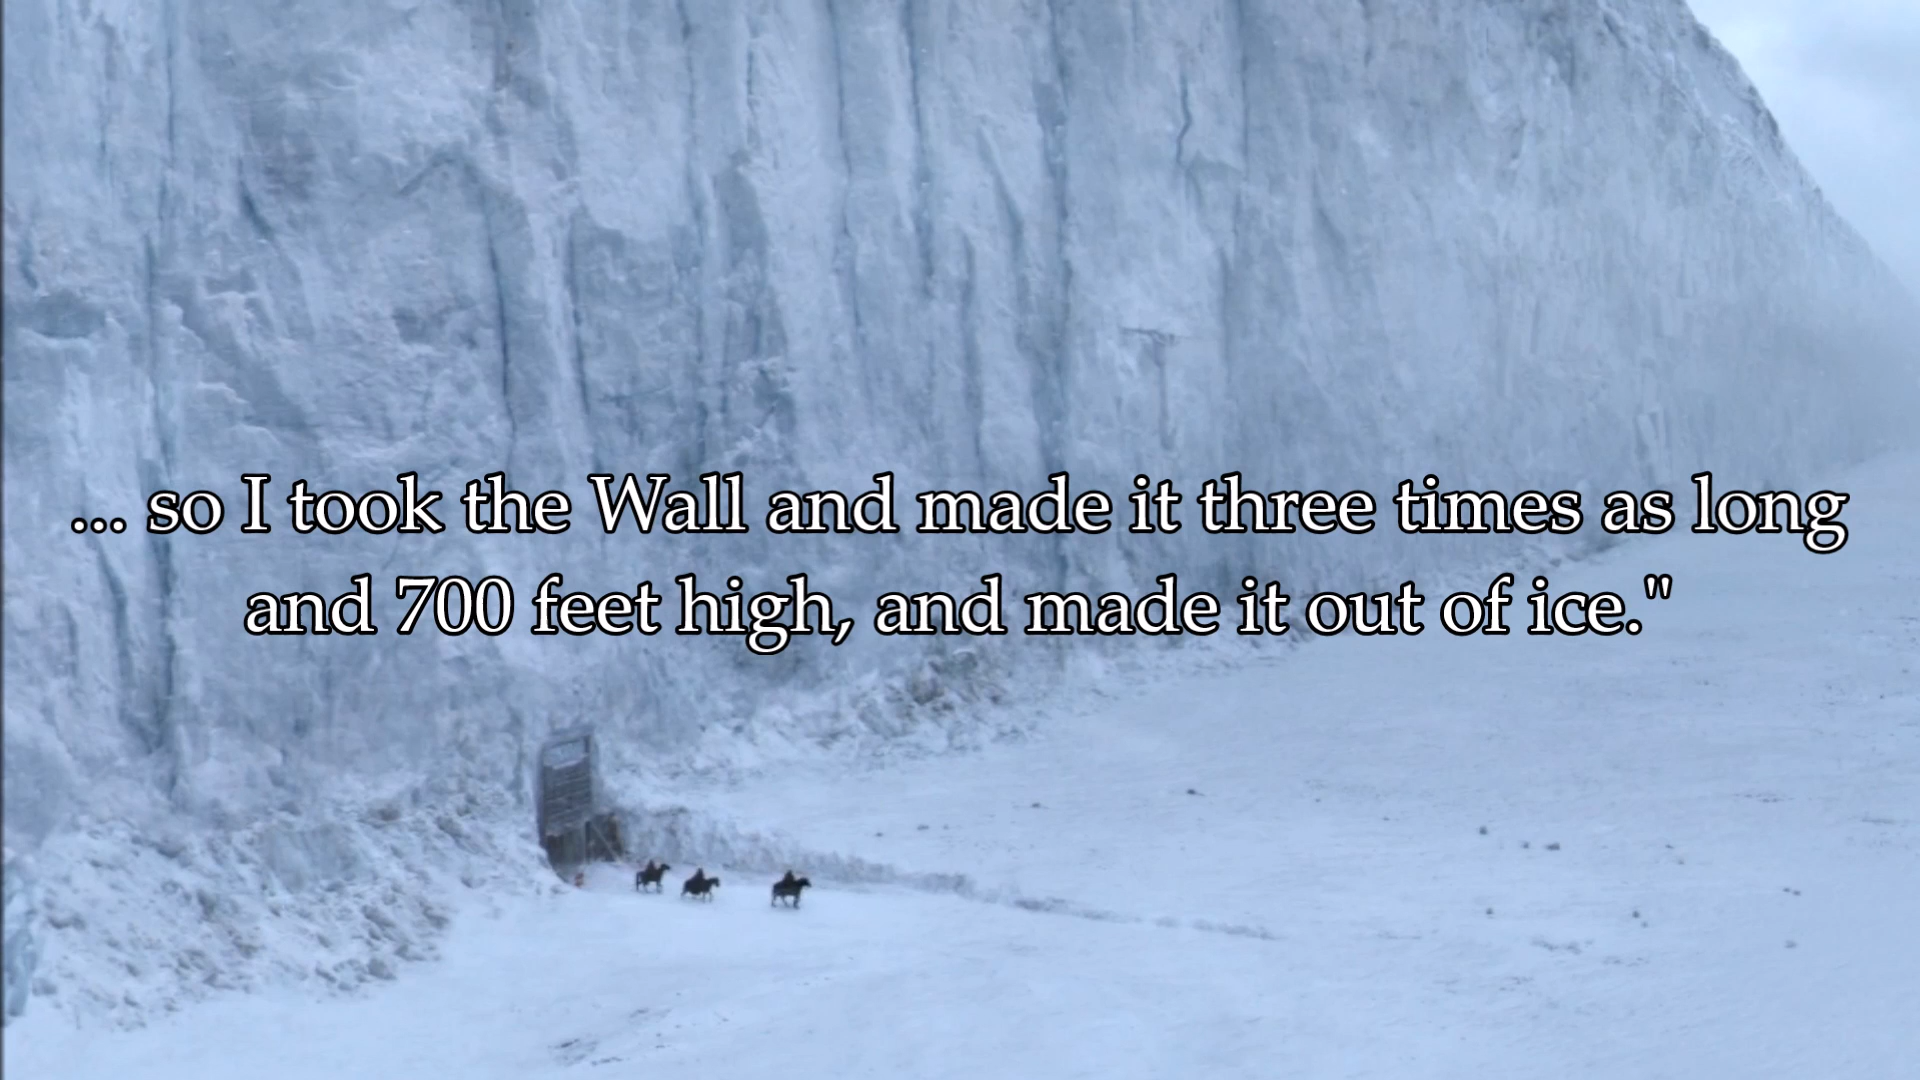 ... so I took the Wall and made it three times as long
and 700 feet high, and made it out of ice."